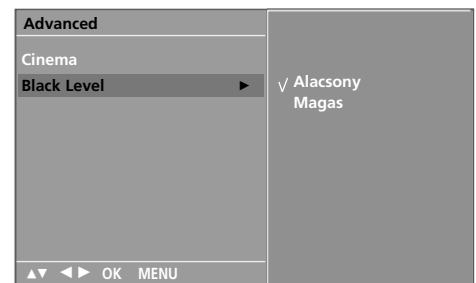 Advanced
Cinema
Black Level ►
√ Alacsony
Magas
▲▼ ◄► OK MENU